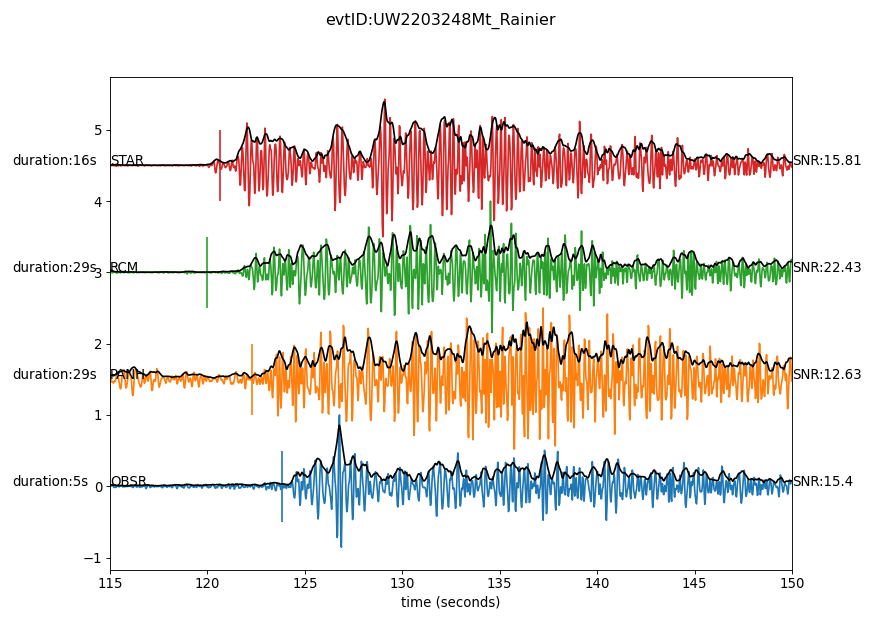 evtID:UW2203248Mt_Rainier
5
duration:16s STAR SNR:15.81
4
duration:29s 3 RCM SNR:22.43
2
duration:29s PANH SNR:12.63
1
duration:5s 0 OBSR SNR:15.4
−1
115 120 125 130 135 140 145 150
time (seconds)